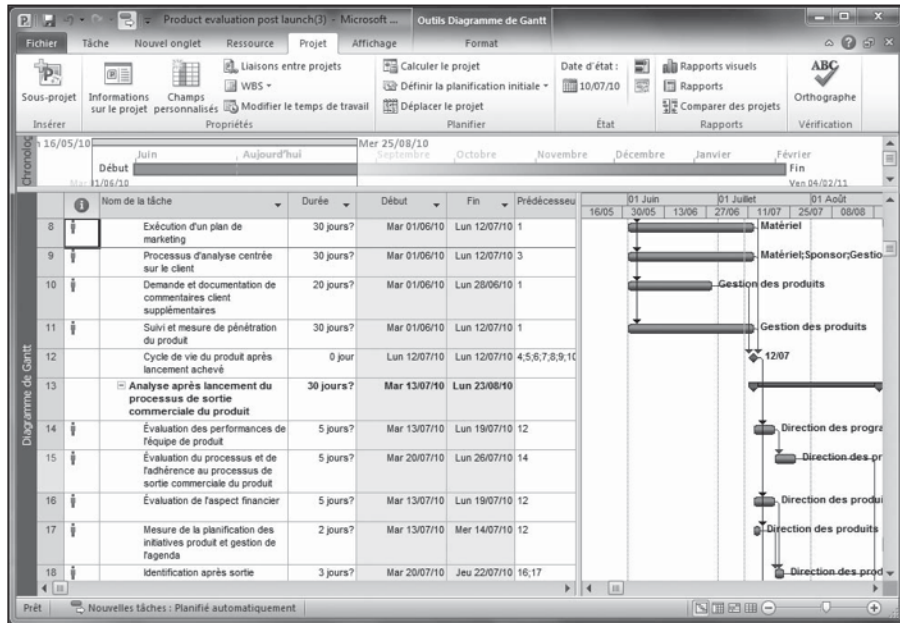 Product evaluation post launch(3) - Microsoft ...
Outils Diagramme de Gantt
Fichier Tâche Nouvel onglet Ressource Projet Affichage Format
Sous-projet
Informations sur le projet
Champs personnalisés
Liaisons entre projets
WBS
Modifier le temps de travail
Calculer le projet
Définir la planification initiale
Déplacer le projet
Date d'état :
10/07/10
Rapports visuels
Rapports
Comparer des projets
ABC
Orthographe
Insérer Propriétés Planifier État Rapports Vérification
Chronolog
16/05/10 Mer 25/08/10
Juin Aujourd'hui Septembre Octobre Novembre Décembre Janvier Février
Début Fin
Mar 01/06/10 Ven 04/02/11
Nom de la tâche Durée Début Fin Prédécesseu
01 Juin 01 Juillet 01 Août
16/05 30/05 13/06 27/06 11/07 25/07 08/08
Diagramme de Gantt
8 Exécution d'un plan de marketing 30 jours? Mar 01/06/10 Lun 12/07/10 1 Matériel
9 Processus d'analyse centrée sur le client 30 jours? Mar 01/06/10 Lun 12/07/10 3 Matériel;Sponsor;Gestio
10 Demande et documentation de commentaires client supplémentaires 20 jours? Mar 01/06/10 Lun 28/06/10 1 Gestion des produits
11 Suivi et mesure de pénétration du produit 30 jours? Mar 01/06/10 Lun 12/07/10 1 Gestion des produits
12 Cycle de vie du produit après lancement achevé 0 jour Lun 12/07/10 Lun 12/07/10 4;5;6;7;8;9;10 12/07
13 Analyse après lancement du processus de sortie commerciale du produit 30 jours? Mar 13/07/10 Lun 23/08/10
14 Évaluation des performances de l'équipe de produit 5 jours? Mar 13/07/10 Lun 19/07/10 12 Direction des progra
15 Évaluation du processus et de l'adhérence au processus de sortie commerciale du produit 5 jours? Mar 20/07/10 Lun 26/07/10 14 Direction des pr
16 Évaluation de l'aspect financier 5 jours? Mar 13/07/10 Lun 19/07/10 12 Direction des produi
17 Mesure de la planification des initiatives produit et gestion de l'agenda 2 jours? Mar 13/07/10 Mer 14/07/10 12 Direction des produits
18 Identification après sortie 3 jours? Mar 20/07/10 Jeu 22/07/10 16;17 Direction des prod
Prêt Nouvelles tâches : Planifié automatiquement